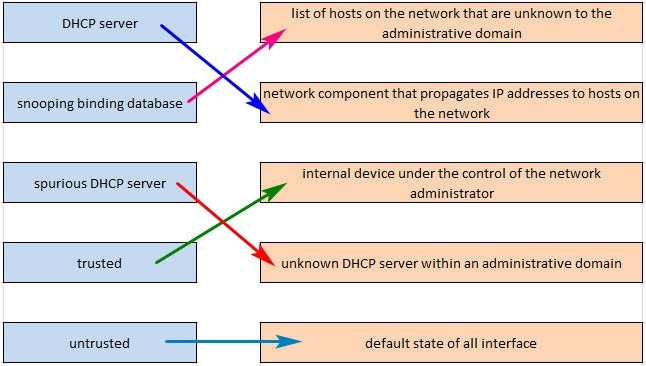 DHCP server
list of hosts on the network that are unknown to the
administrative domain
snooping binding database
network component that propagates IP addresses to hosts on
the network
spurious DHCP server
internal device under the control of the network
administrator
trusted
unknown DHCP server within an administrative domain
untrusted
default state of all interface